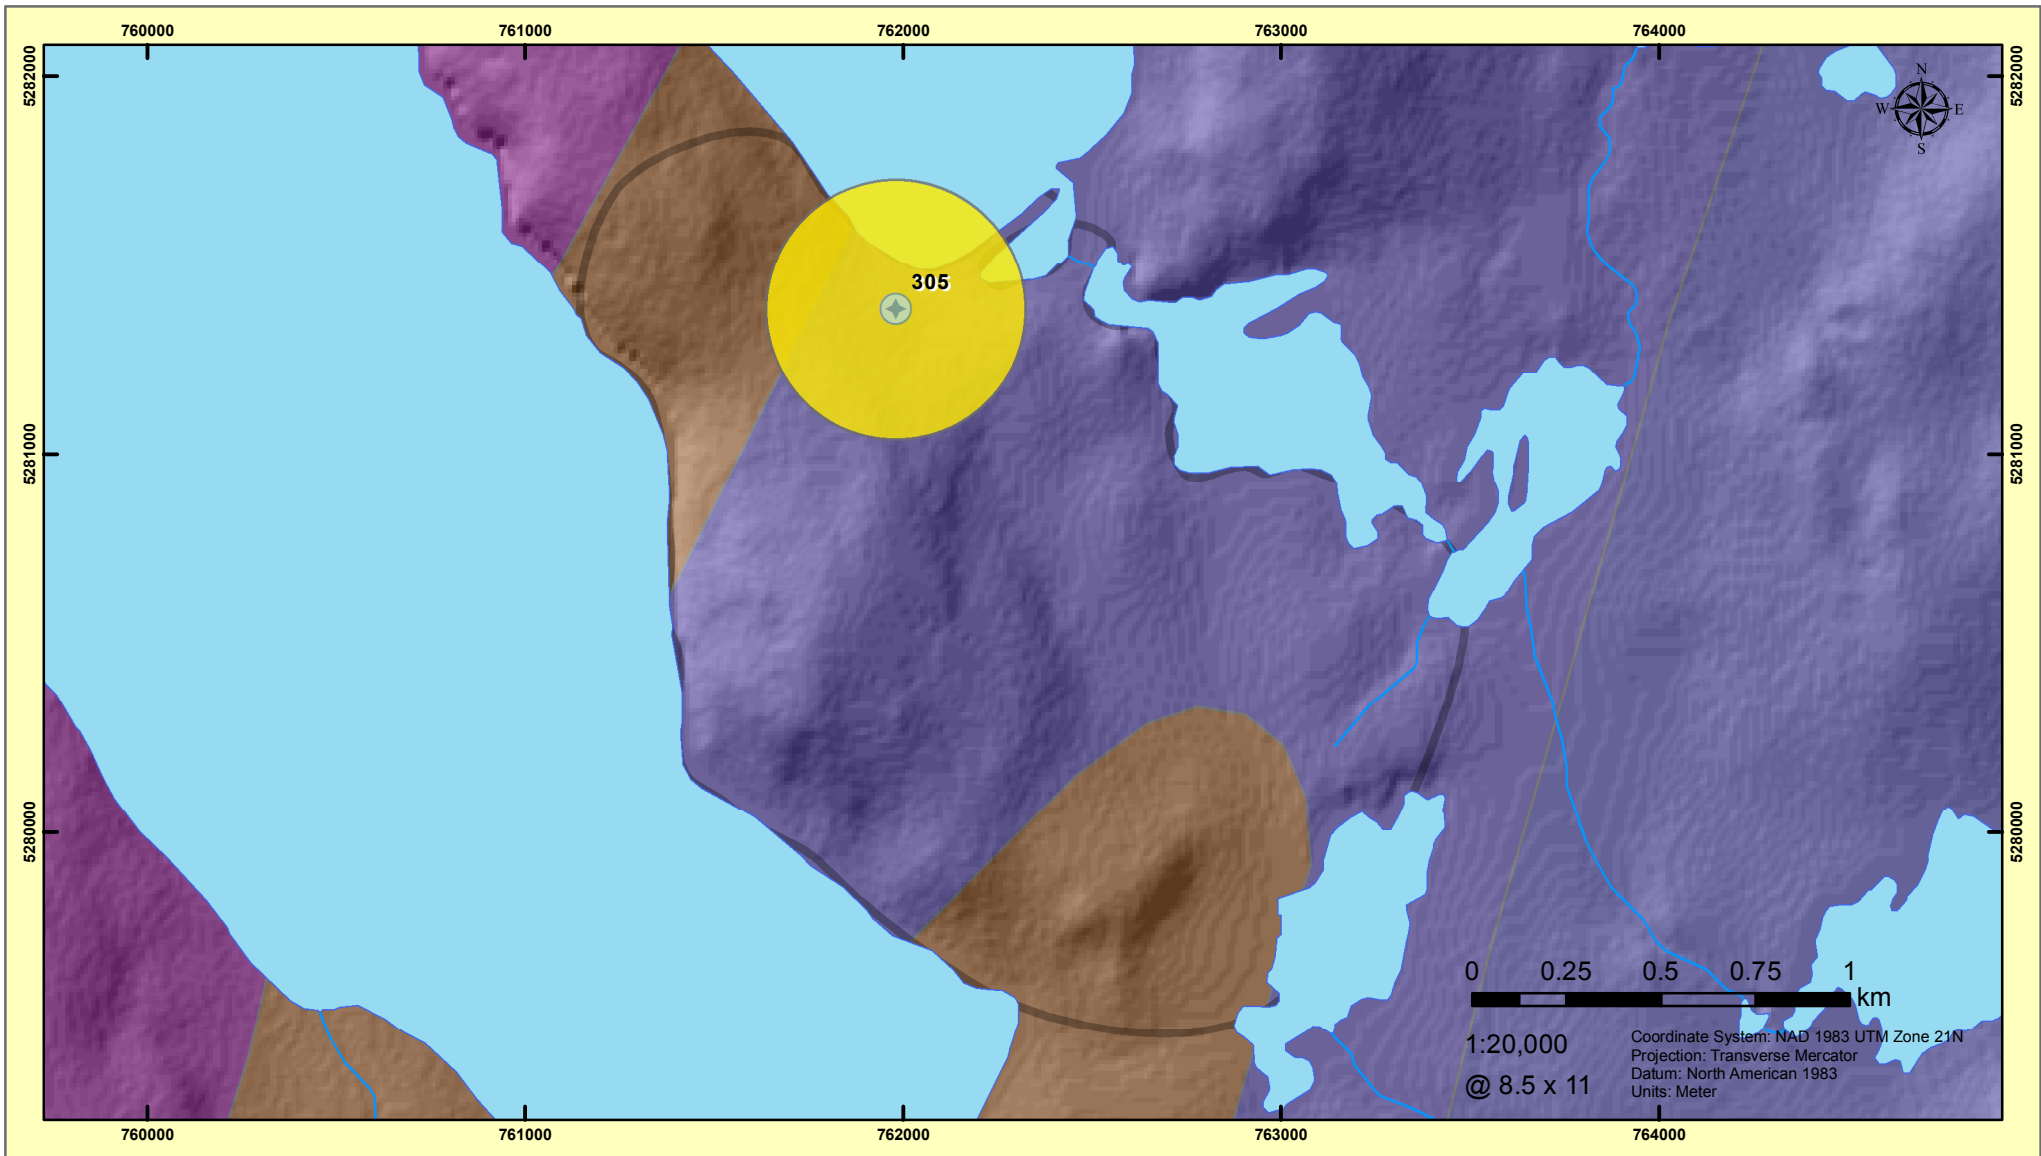 760000 761000 762000 763000 764000
5282000 5282000
N
W E
S
305
5281000 5281000
5280000 5280000
0 0.25 0.5 0.75 1
km
1:20,000
@ 8.5 x 11
Coordinate System: NAD 1983 UTM Zone 21N
Projection: Transverse Mercator
Datum: North American 1983
Units: Meter
760000 761000 762000 763000 764000